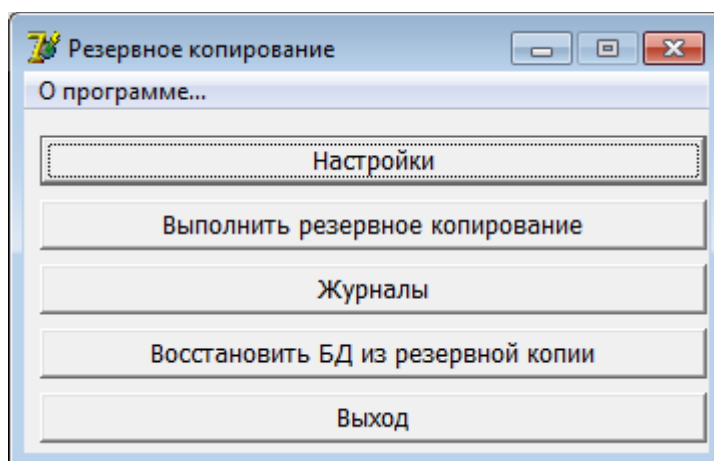 Резервное копирование
О программе...
Настройки
Выполнить резервное копирование
Журналы
Восстановить БД из резервной копии
Выход